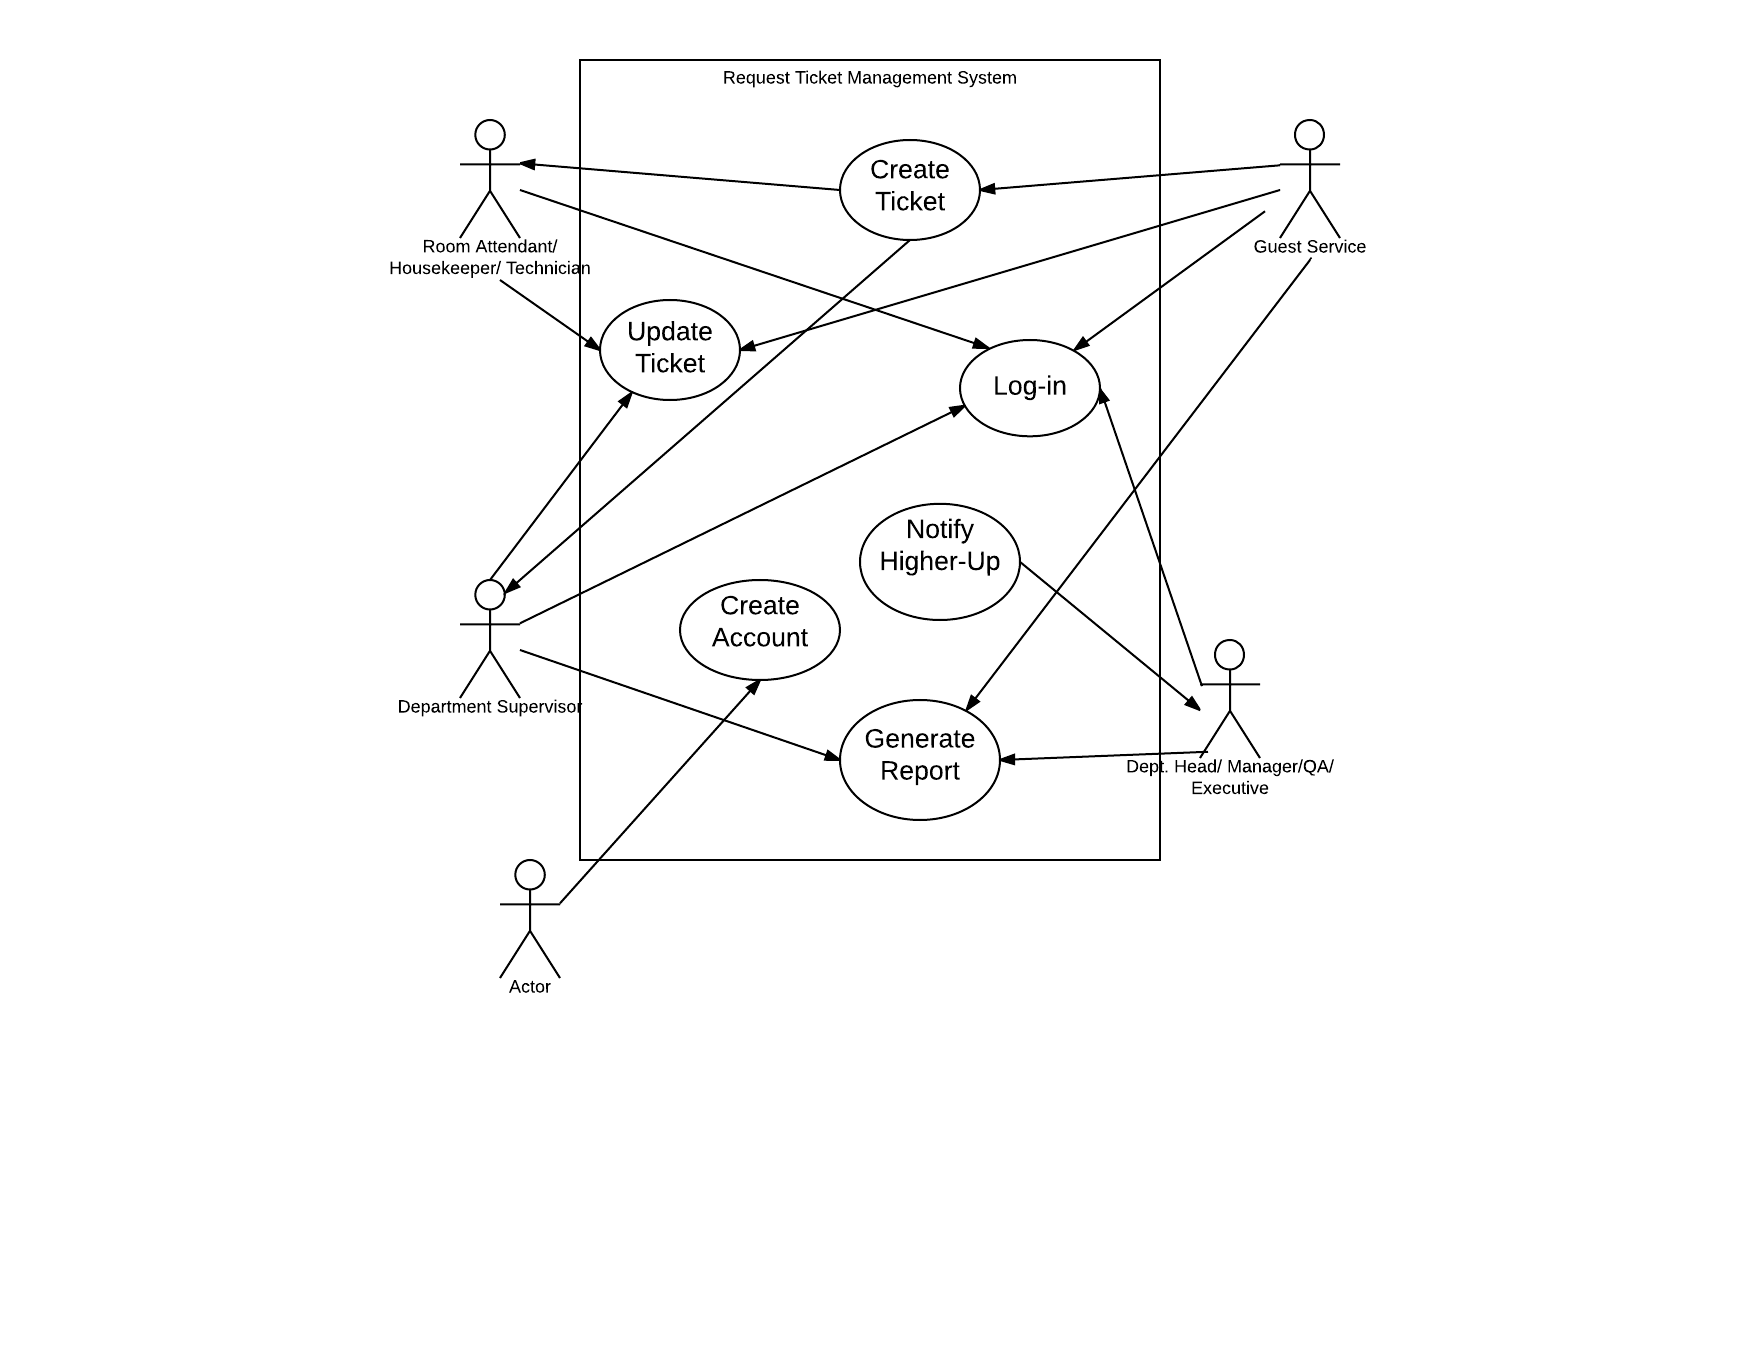 Request Ticket Management System
Create
Ticket
Room Attendant/
Housekeeper/ Technician
Guest Service
Update
Ticket
Log-in
Notify
Higher-Up
Create
Account
Department Supervisor
Generate
Report
Dept. Head/ Manager/QA/
Executive
Actor